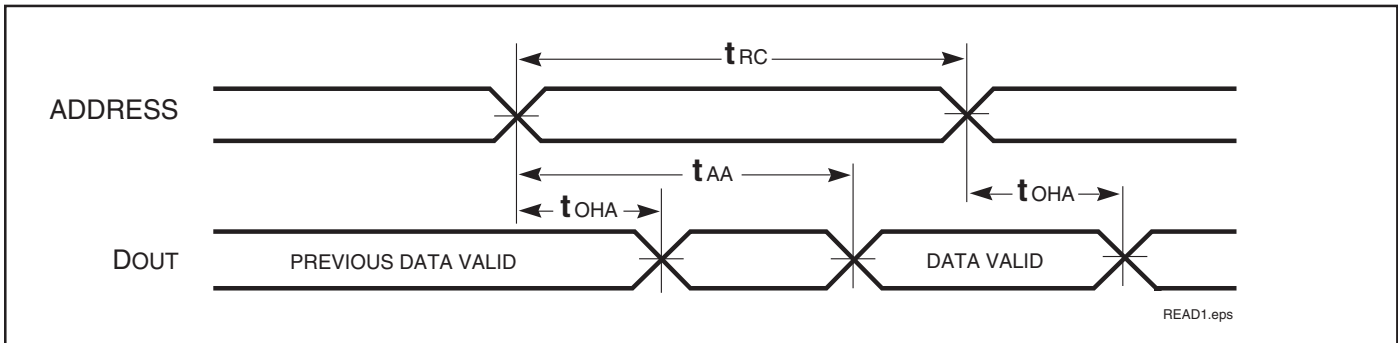 tRC
ADDRESS
tAA
tOHA
tOHA
DOUT
PREVIOUS DATA VALID
DATA VALID
READ1.eps